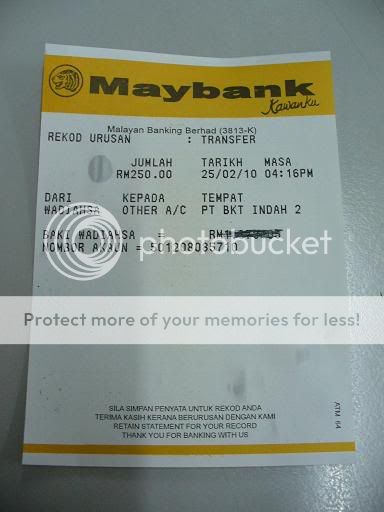 Maybank
Kawanku
Malayan Banking Berhad (3813-K)
REKOD URUSAN : TRANSFER
JUMLAH TARIKH MASA
RM250.00 25/02/10 04:16PM
DARI KEPADA TEMPAT
WADIAHSA OTHER A/C PT BKT INDAH 2
BAKI WADIAHSA = RM
NOMBOR AKAUN =
photobucket
Protect more of your memories for less!
SILA SIMPAN PENYATA UNTUK REKOD ANDA
TERIMA KASIH KERANA BERURUSAN DENGAN KAMI
RETAIN STATEMENT FOR YOUR RECORD
THANK YOU FOR BANKING WITH US
ATM 64